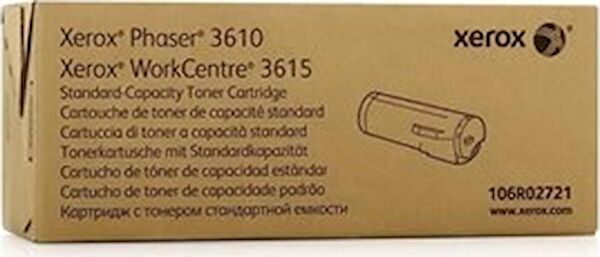 Xerox® Phaser® 3610
Xerox® WorkCentre® 3615
Standard-Capacity Toner Cartridge
Cartouche de toner de capacité standard
Cartuccia di toner a capacità standard
Tonerkartusche mit Standardkapazität
Cartucho de tóner de capacidad estándar
Cartucho de toner de capacidade padrão
Картридж с тонером стандартной емкости
xerox
106R02721
www.xerox.com